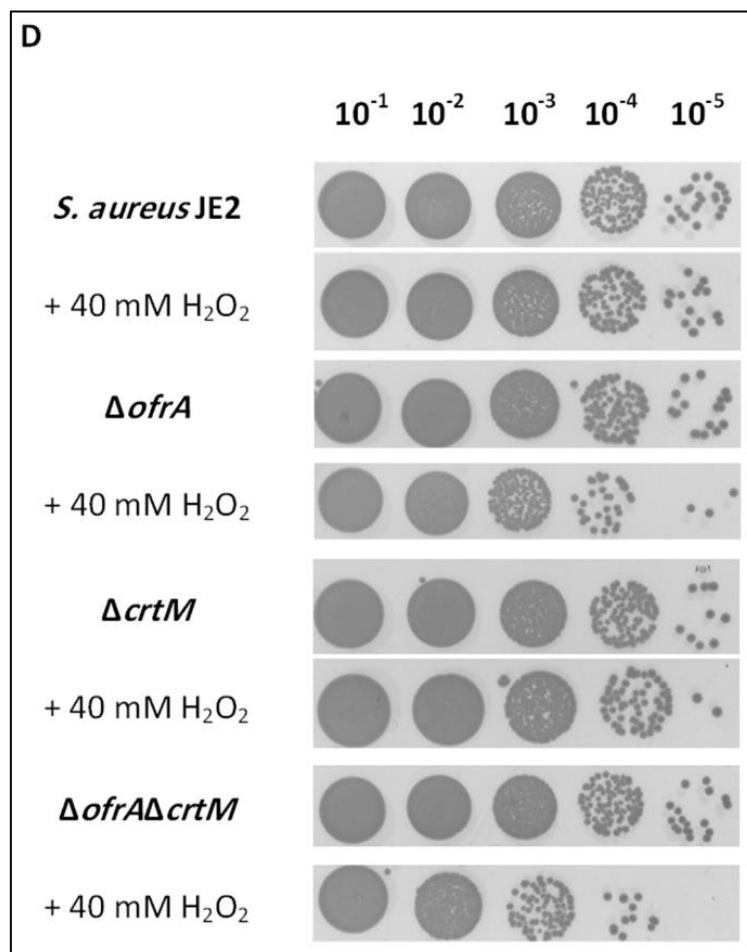 D
10⁻¹ 10⁻² 10⁻³ 10⁻⁴ 10⁻⁵
S. aureus JE2
+ 40 mM H₂O₂
ΔofrA
+ 40 mM H₂O₂
ΔcrtM
+ 40 mM H₂O₂
ΔofrAΔcrtM
+ 40 mM H₂O₂